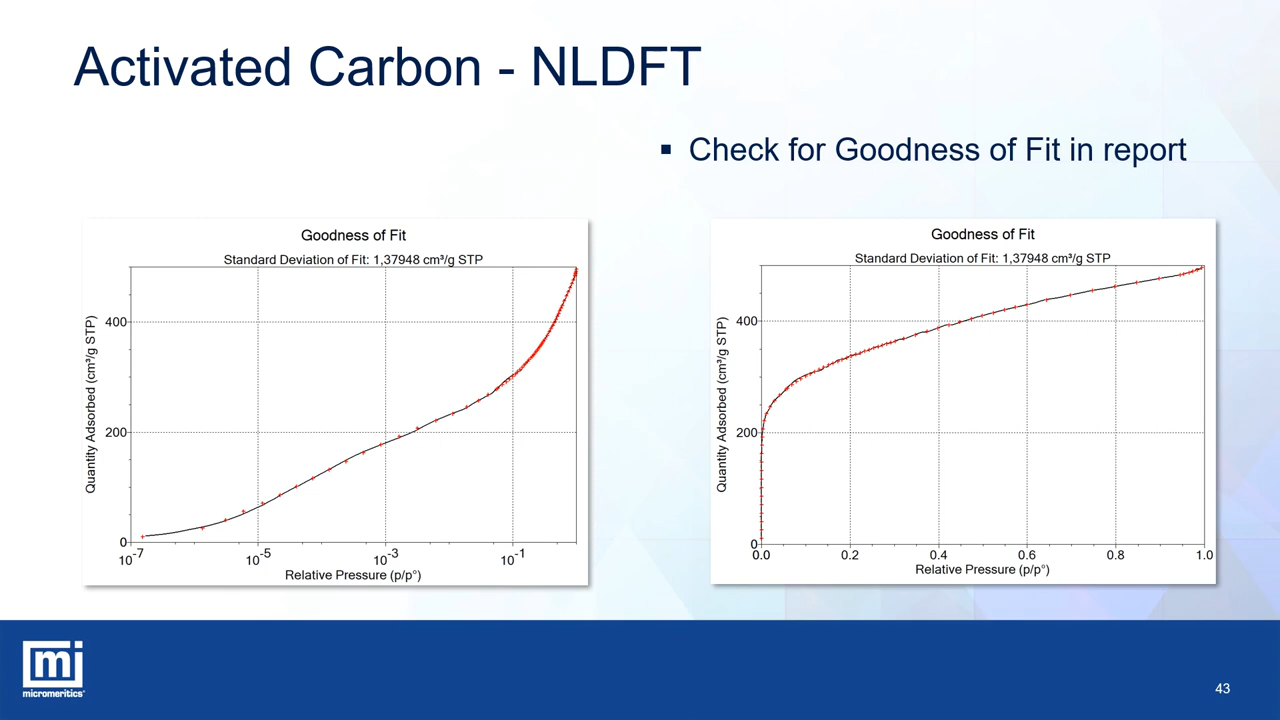 Activated Carbon - NLDFT
▪ Check for Goodness of Fit in report
Goodness of Fit
Standard Deviation of Fit: 1,37948 cm³/g STP
Quantity Adsorbed (cm³/g STP)
400
200
0
10⁻⁷ 10⁻⁵ 10⁻³ 10⁻¹
Relative Pressure (p/p°)
Goodness of Fit
Standard Deviation of Fit: 1,37948 cm³/g STP
Quantity Adsorbed (cm³/g STP)
400
200
0
0.0 0.2 0.4 0.6 0.8 1.0
Relative Pressure (p/p°)
mi
micromeritics®
43